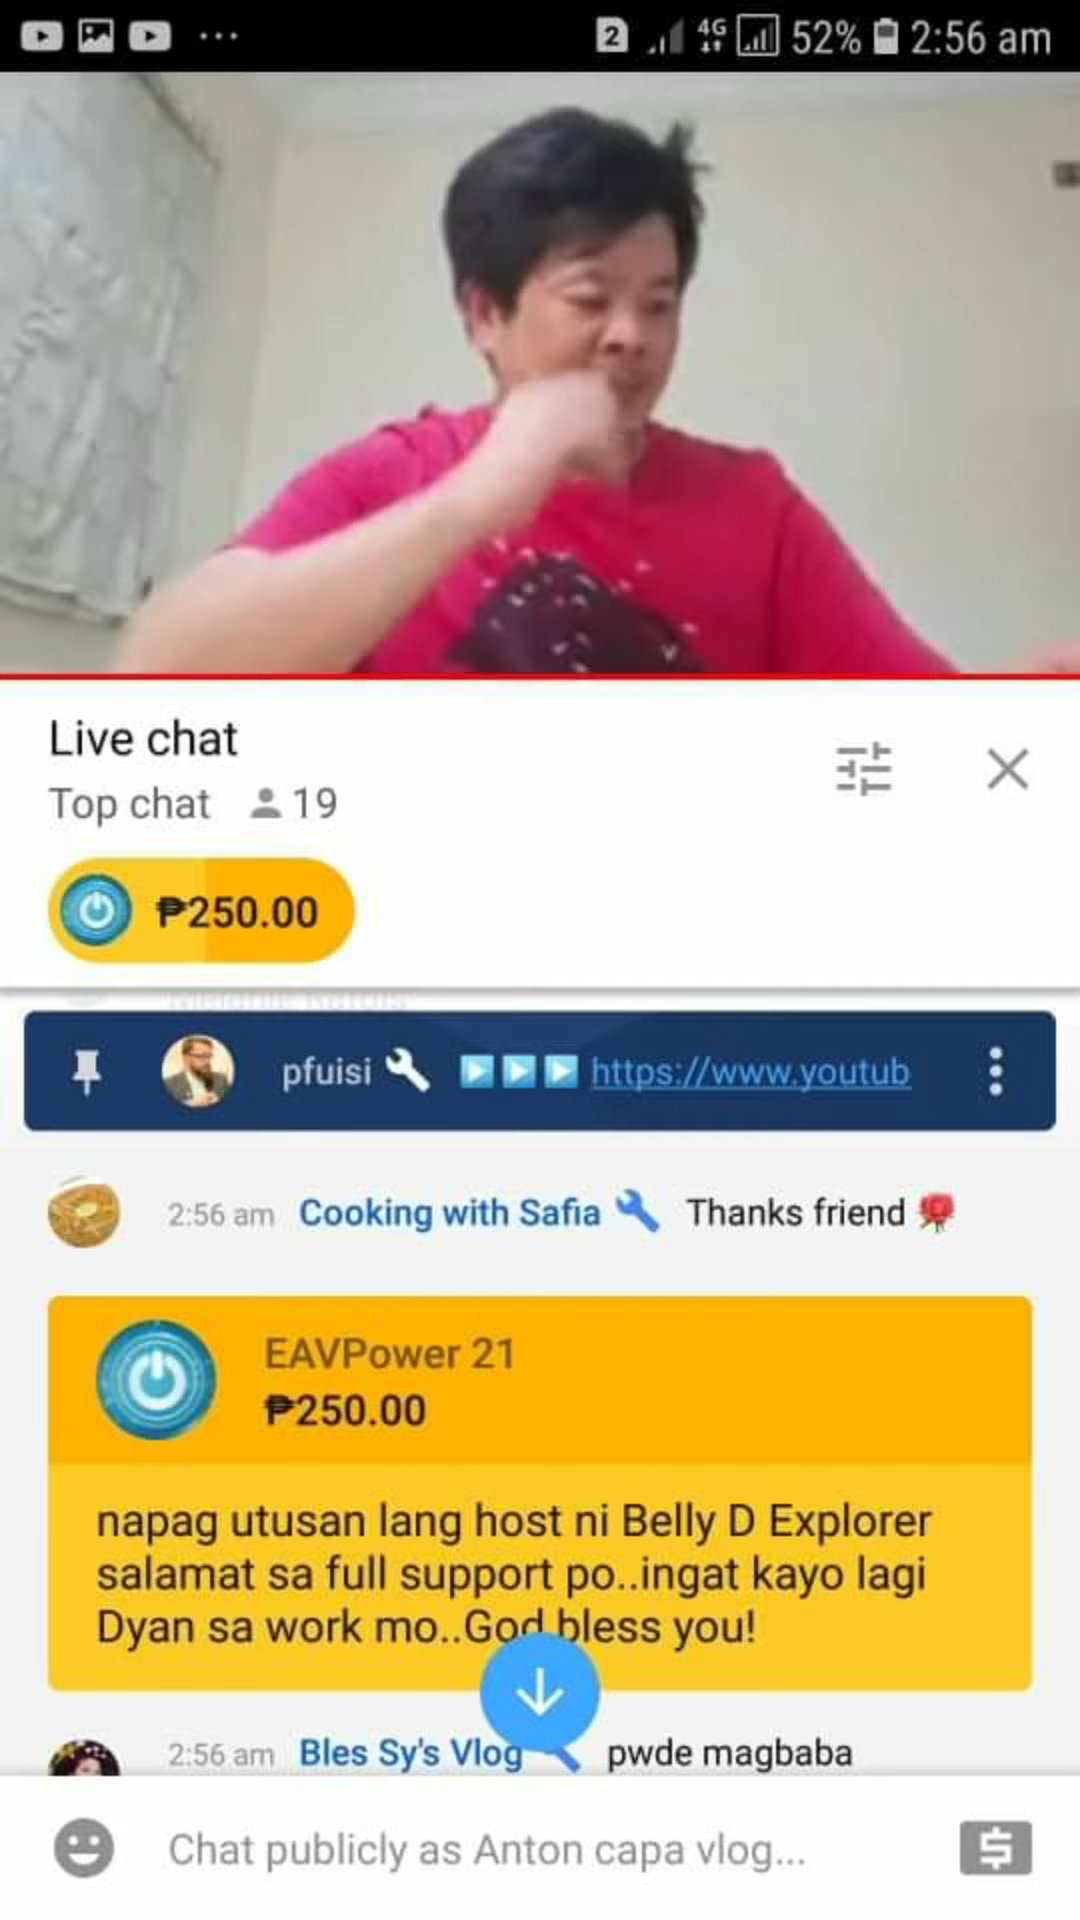 2 4G 52% 2:56 am
Live chat
Top chat 19
₱250.00
pfuisi https://www.youtub
2:56 am Cooking with Safia Thanks friend
EAVPower 21
₱250.00
napag utusan lang host ni Belly D Explorer
salamat sa full support po..ingat kayo lagi
Dyan sa work mo..God bless you!
2:56 am Bles Sy's Vlog pwde magbaba
Chat publicly as Anton capa vlog...